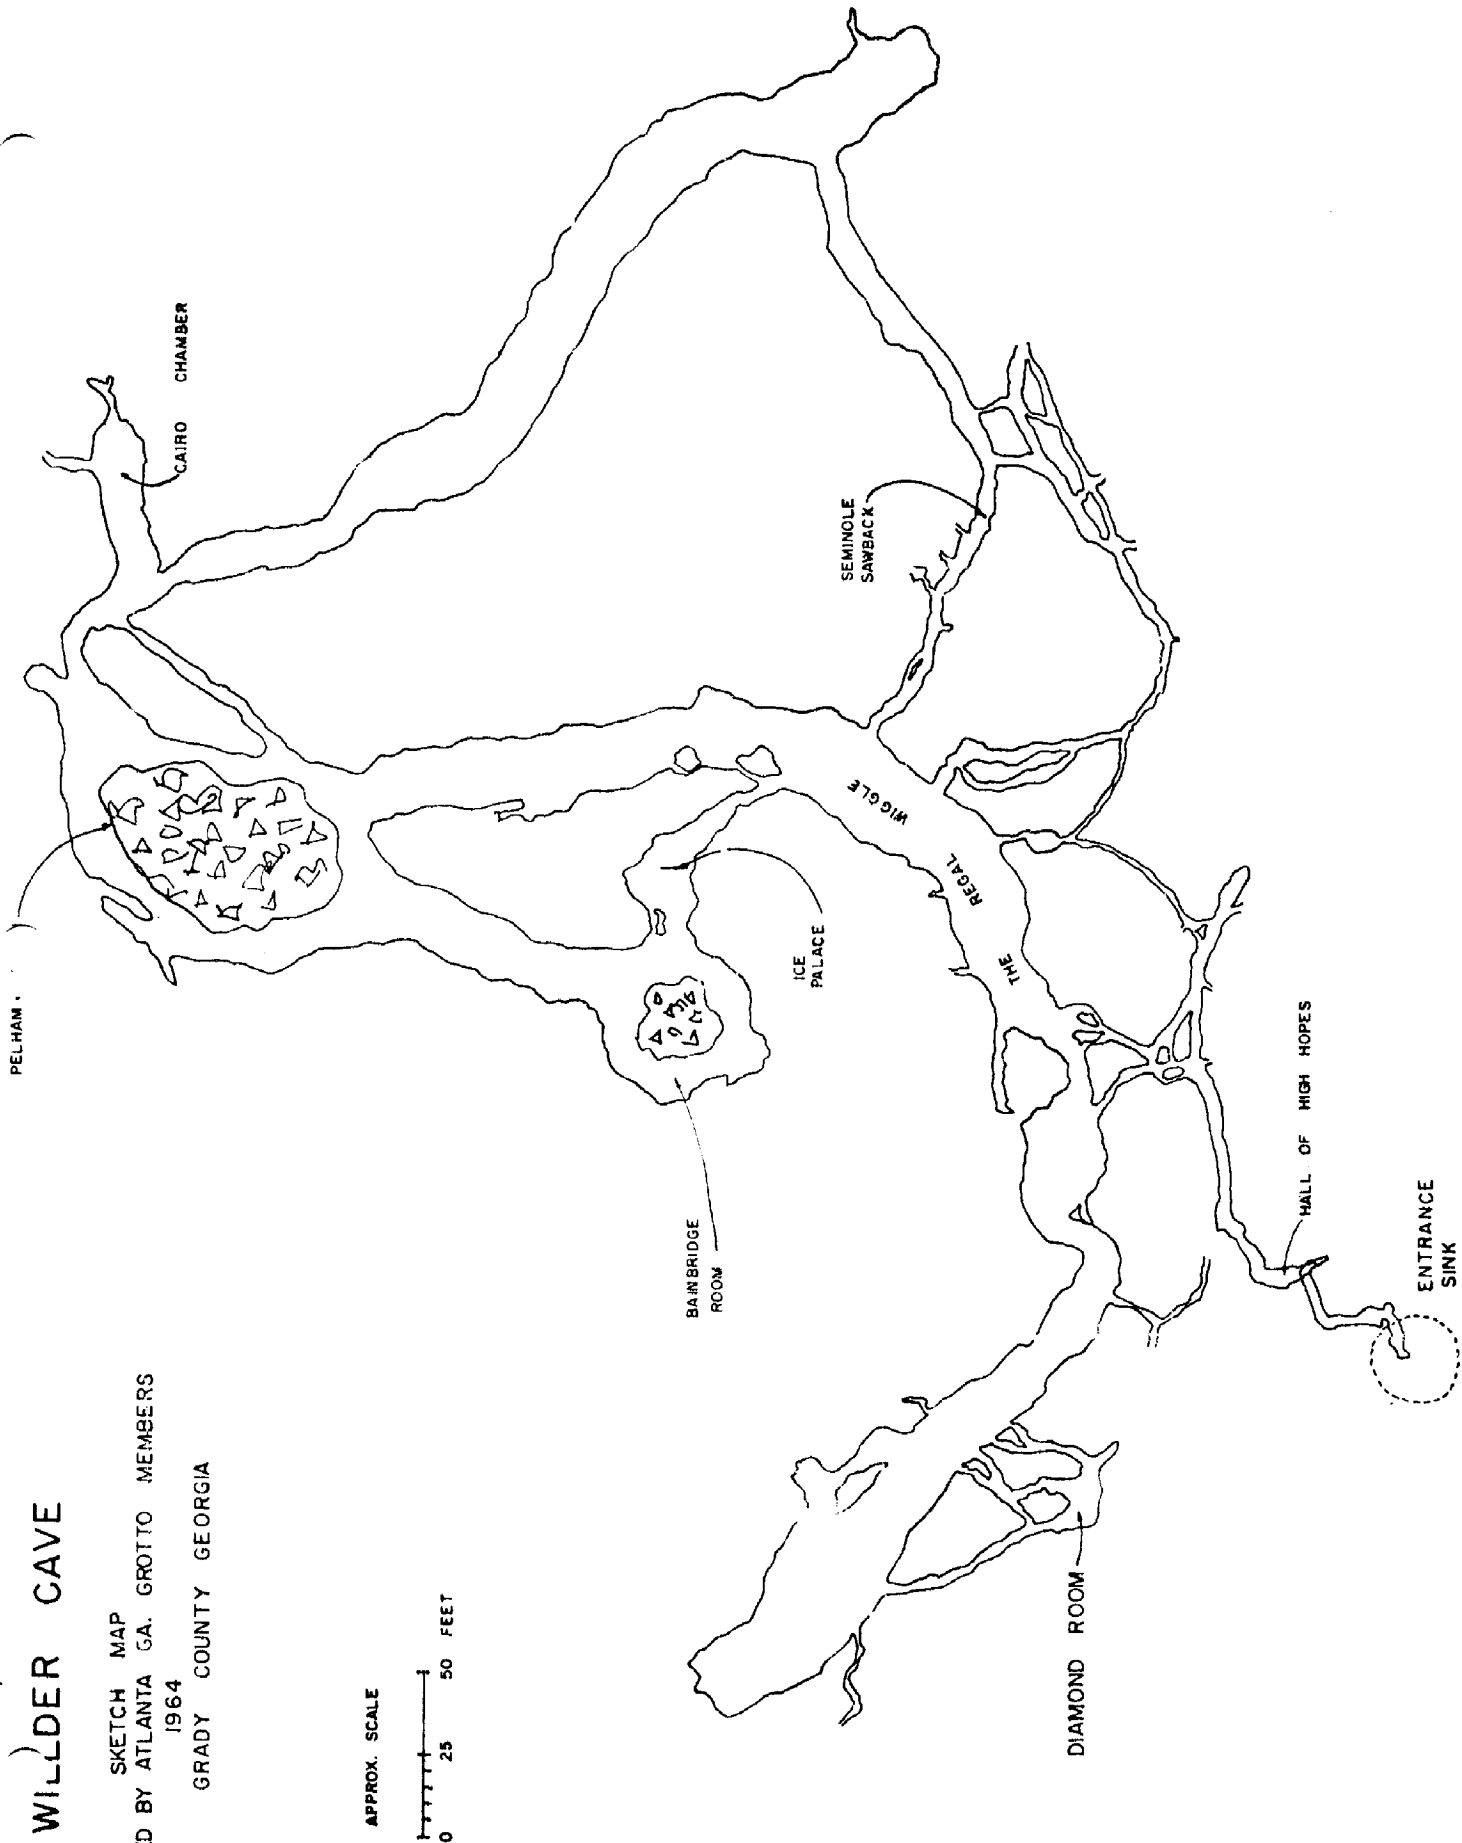 WILDER CAVE
SKETCH MAP
BY ATLANTA GA. GROTTO MEMBERS
1964
GRADY COUNTY GEORGIA
APPROX. SCALE
0 25 50 FEET
PELHAM.
CAIRO CHAMBER
BAINBRIDGE
ROOM
ICE
PALACE
SEMINOLE
SAWBACK
THE REGAL WIGGLE
DIAMOND ROOM
HALL OF HIGH HOPES
ENTRANCE
SINK